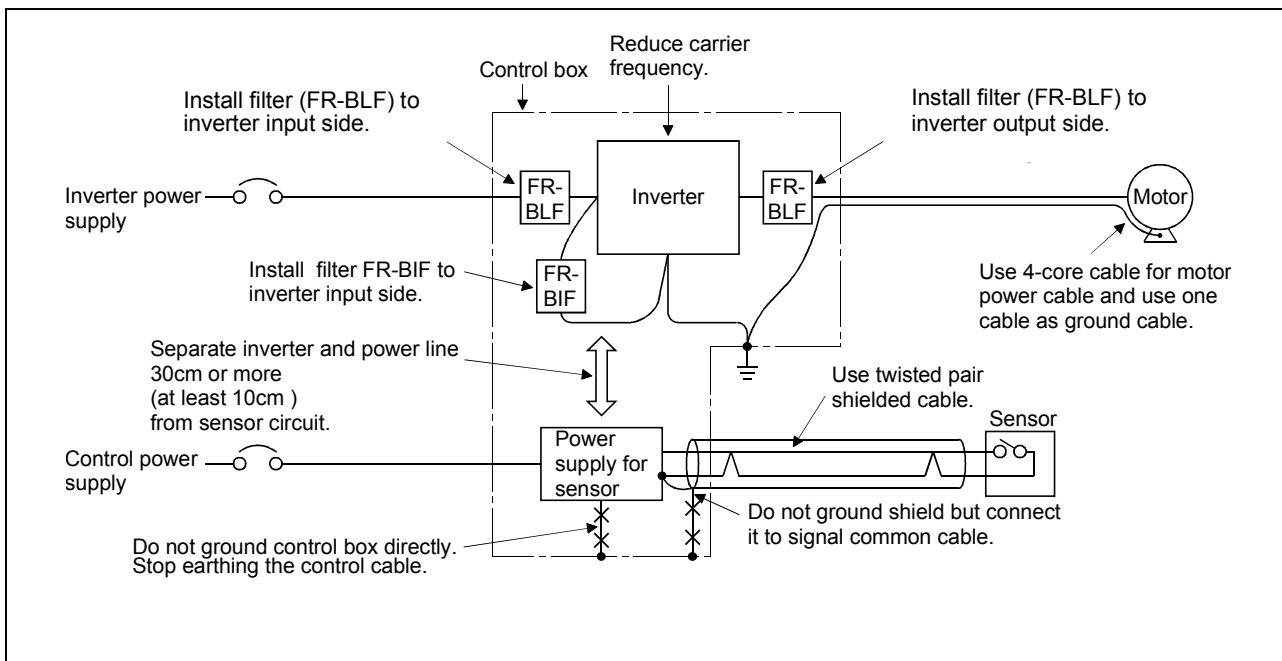 Reduce carrier
frequency.
Control box
Install filter (FR-BLF) to
inverter input side.
Install filter (FR-BLF) to
inverter output side.
Inverter power
supply
FR-
BLF
Inverter
FR-
BLF
Motor
Install filter FR-BIF to
inverter input side.
FR-
BIF
Use 4-core cable for motor
power cable and use one
cable as ground cable.
Separate inverter and power line
30cm or more
(at least 10cm )
from sensor circuit.
Use twisted pair
shielded cable.
Sensor
Control power
supply
Power
supply for
sensor
Do not ground shield but connect
it to signal common cable.
Do not ground control box directly.
Stop earthing the control cable.